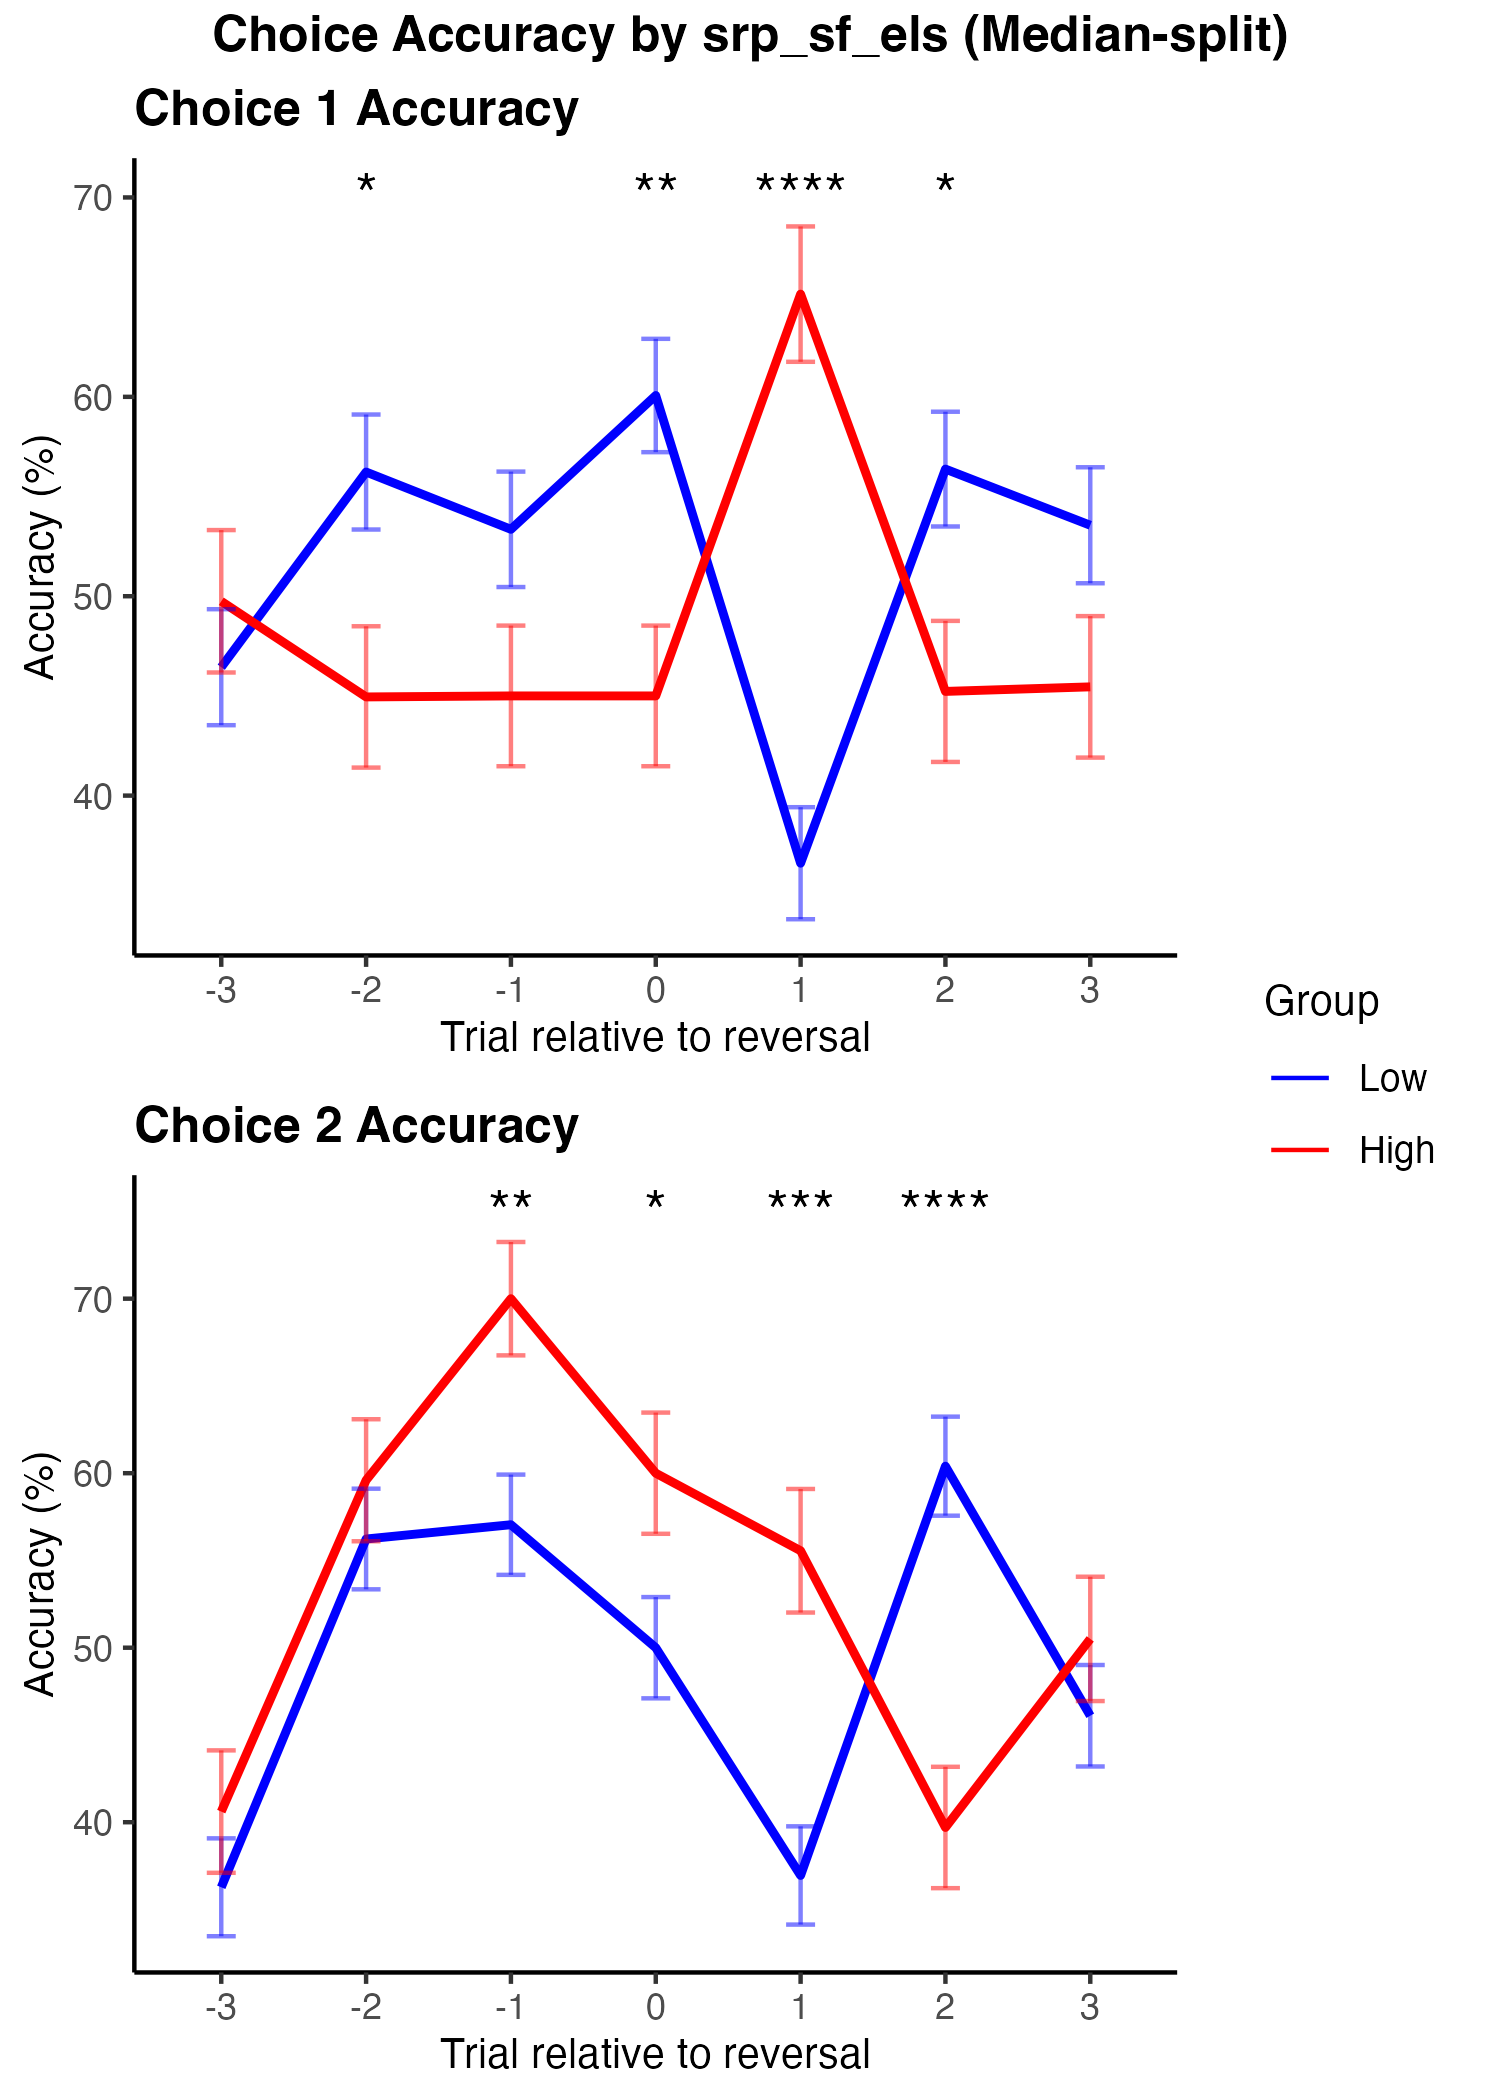 Choice Accuracy by srp_sf_els (Median-split)
Choice 1 Accuracy
* ** **** *
70
60
50
40
Accuracy (%)
-3 -2 -1 0 1 2 3
Trial relative to reversal
Group
Low
High
Choice 2 Accuracy
** * *** ****
70
60
50
40
Accuracy (%)
-3 -2 -1 0 1 2 3
Trial relative to reversal